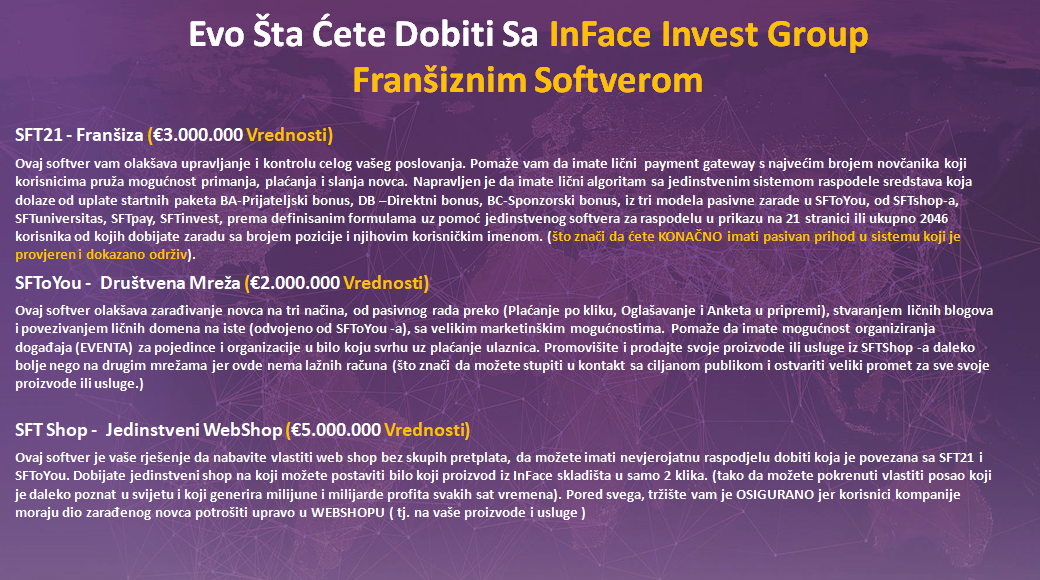 Evo Šta Ćete Dobiti Sa InFace Invest Group
Franšiznim Softverom
SFT21 - Franšiza (€3.000.000 Vrednosti)
Ovaj softver vam olakšava upravljanje i kontrolu celog vašeg poslovanja. Pomaže vam da imate lični payment gateway s najvećim brojem novčanika koji
korisnicima pruža mogućnost primanja, plaćanja i slanja novca. Napravljen je da imate lični algoritam sa jedinstvenim sistemom raspodele sredstava koja
dolaze od uplate startnih paketa BA-Prijateljski bonus, DB –Direktni bonus, BC-Sponzorski bonus, iz tri modela pasivne zarade u SFToYou, od SFTshop-a,
SFTuniversitas, SFTpay, SFTinvest, prema definisanim formulama uz pomoć jedinstvenog softvera za raspodelu u prikazu na 21 stranici ili ukupno 2046
korisnika od kojih dobijate zaradu sa brojem pozicije i njihovim korisničkim imenom. (što znači da ćete KONAČNO imati pasivan prihod u sistemu koji je
provjeren i dokazano održiv).
SFToYou - Društvena Mreža (€2.000.000 Vrednosti)
Ovaj softver olakšava zarađivanje novca na tri načina, od pasivnog rada preko (Plaćanje po kliku, Oglašavanje i Anketa u pripremi), stvaranjem ličnih blogova
i povezivanjem ličnih domena na iste (odvojeno od SFToYou -a), sa velikim marketinškim mogućnostima. Pomaže da imate mogućnost organiziranja
događaja (EVENTA) za pojedince i organizacije u bilo koju svrhu uz plaćanje ulaznica. Promovišite i prodajte svoje proizvode ili usluge iz SFTShop -a daleko
bolje nego na drugim mrežama jer ovde nema lažnih računa (što znači da možete stupiti u kontakt sa ciljanom publikom i ostvariti veliki promet za sve svoje
proizvode ili usluge.)
SFT Shop - Jedinstveni WebShop (€5.000.000 Vrednosti)
Ovaj softver je vaše rješenje da nabavite vlastiti web shop bez skupih pretplata, da možete imati nevjerojatnu raspodjelu dobiti koja je povezana sa SFT21 i
SFToYou. Dobijate jedinstveni shop na koji možete postaviti bilo koji proizvod iz InFace skladišta u samo 2 klika. (tako da možete pokrenuti vlastiti posao koji
je daleko poznat u svijetu i koji generira milijune i milijarde profita svakih sat vremena). Pored svega, tržište vam je OSIGURANO jer korisnici kompanije
moraju dio zarađenog novca potrošiti upravo u WEBSHOPU ( tj. na vaše proizvode i usluge )